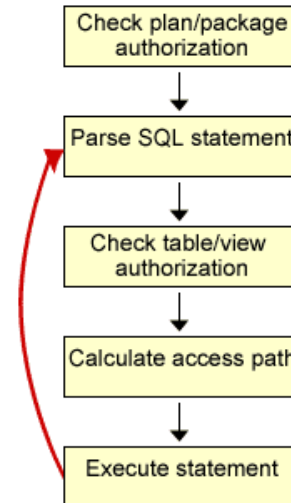 Check plan/package
authorization
Parse SQL statement
Check table/view
authorization
Calculate access path
Execute statement